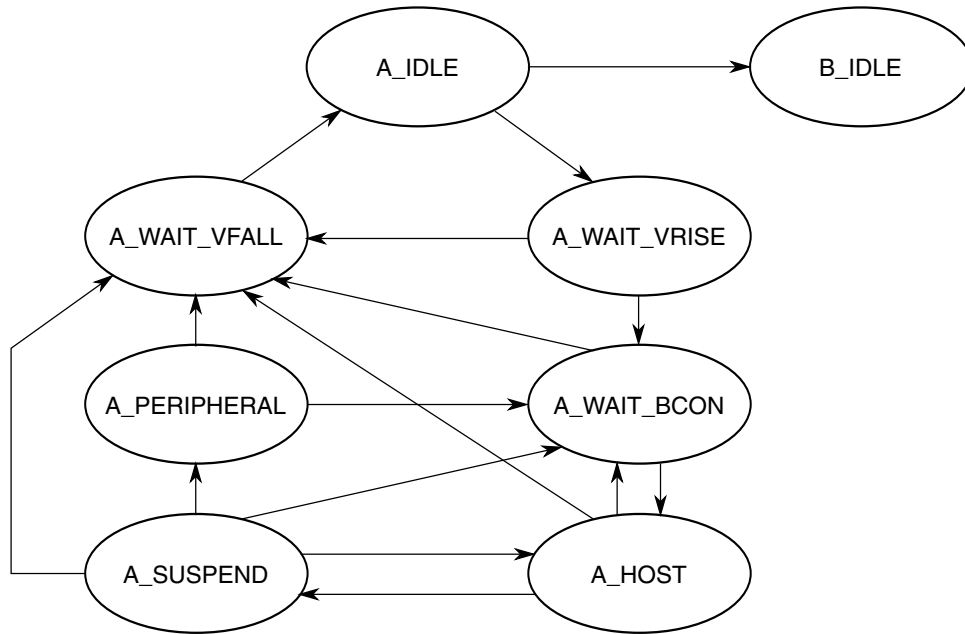 A_IDLE
B_IDLE
A_WAIT_VFALL
A_WAIT_VRISE
A_PERIPHERAL
A_WAIT_BCON
A_SUSPEND
A_HOST